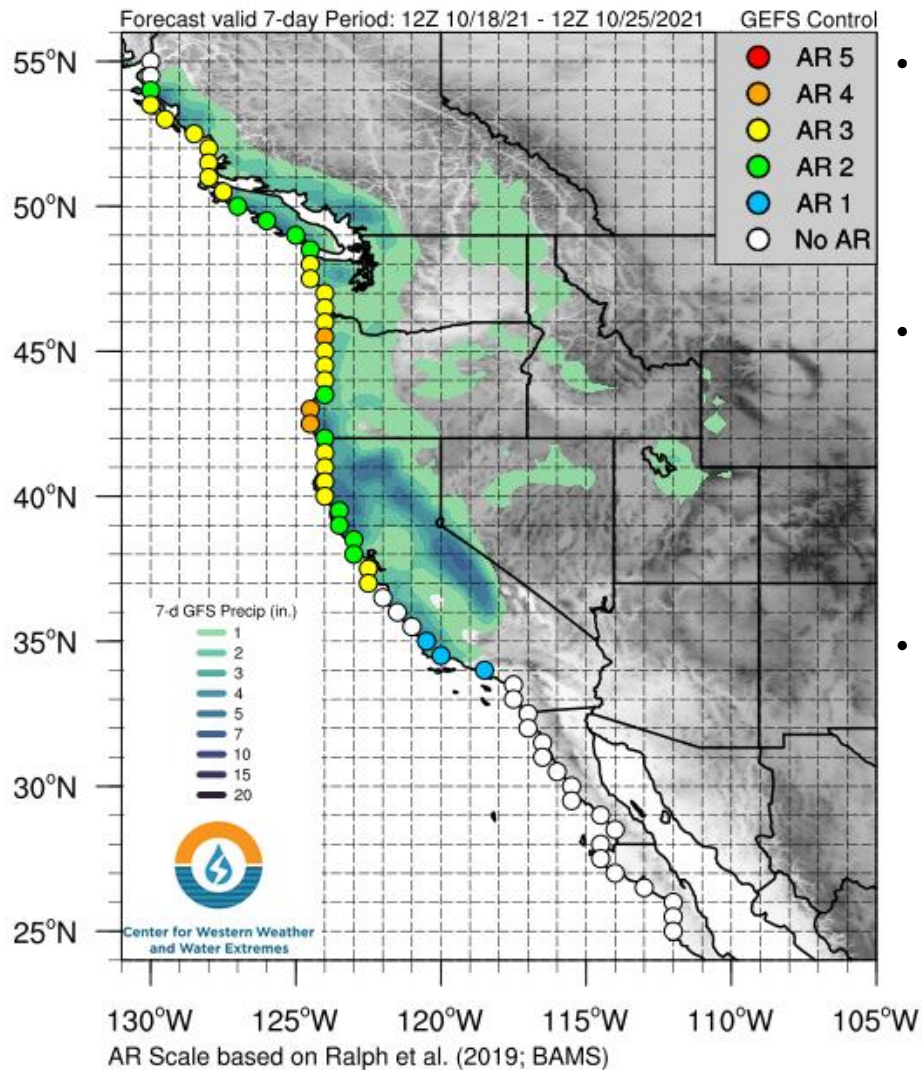 Forecast valid 7-day Period: 12Z 10/18/21 - 12Z 10/25/2021 GEFS Control
AR 5
AR 4
AR 3
AR 2
AR 1
No AR
55°N
50°N
45°N
40°N
35°N
30°N
25°N
7-d GFS Precip (in.)
1
2
3
4
5
7
10
15
20
Center for Western Weather
and Water Extremes
130°W 125°W 120°W 115°W 110°W 105°W
AR Scale based on Ralph et al. (2019; BAMS)